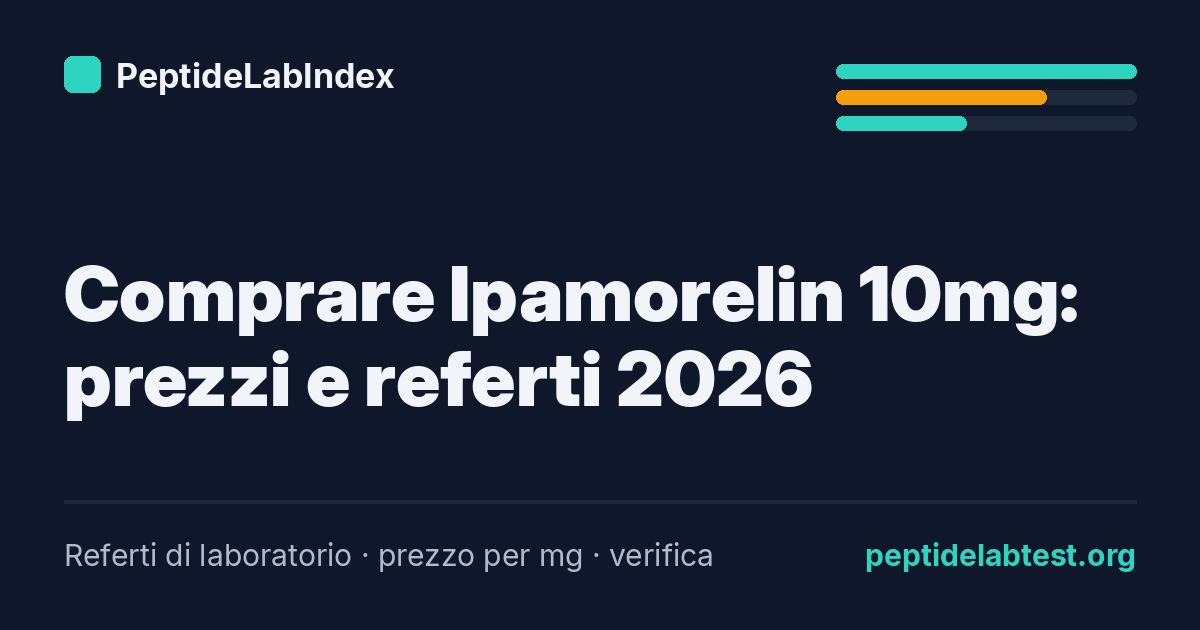 PeptideLabIndex
Comprare Ipamorelin 10mg:
prezzi e referti 2026
Referti di laboratorio · prezzo per mg · verifica
peptidelabtest.org